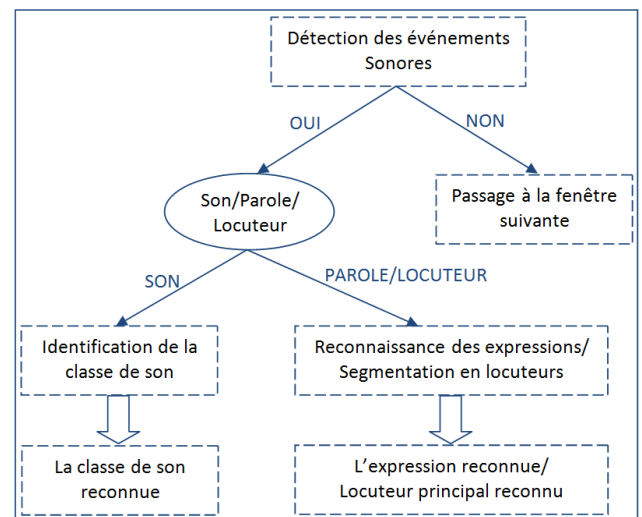 Détection des événements
Sonores
OUI
NON
Son/Parole/
Locuteur
Passage à la fenêtre
suivante
SON
PAROLE/LOCUTEUR
Identification de la
classe de son
Reconnaissance des expressions/
Segmentation en locuteurs
La classe de son
reconnue
L'expression reconnue/
Locuteur principal reconnu